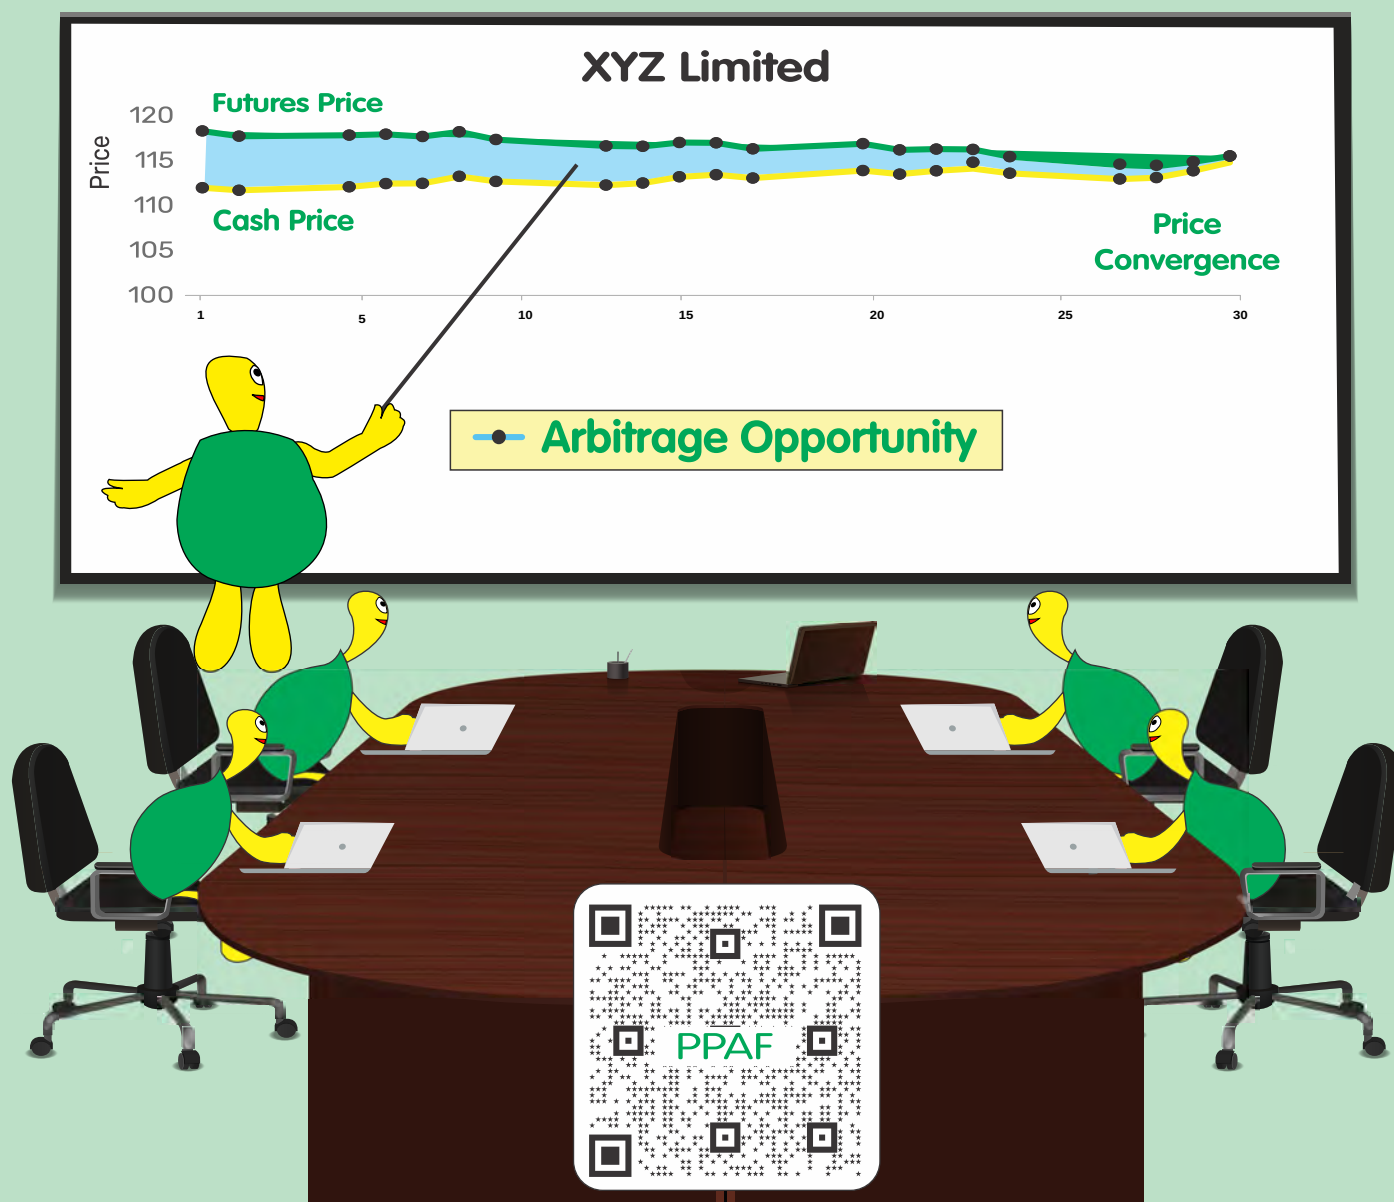 XYZ Limited
Futures Price
120
115
110
105
100
Price
Cash Price
Price
Convergence
1
5
10
15
20
25
30
Arbitrage Opportunity
PPAF